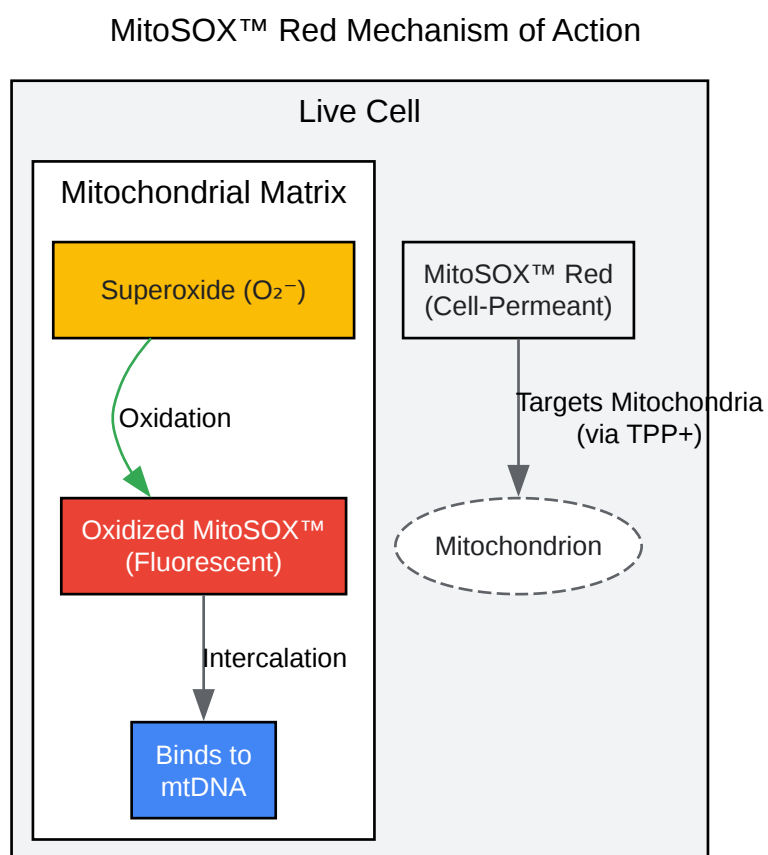 MitoSOX™ Red Mechanism of Action
Live Cell
Mitochondrial Matrix
Superoxide (O₂⁻)
MitoSOX™ Red
(Cell-Permeant)
Oxidation
Targets Mitochondria
(via TPP+)
Oxidized MitoSOX™
(Fluorescent)
Mitochondrion
Intercalation
Binds to
mtDNA